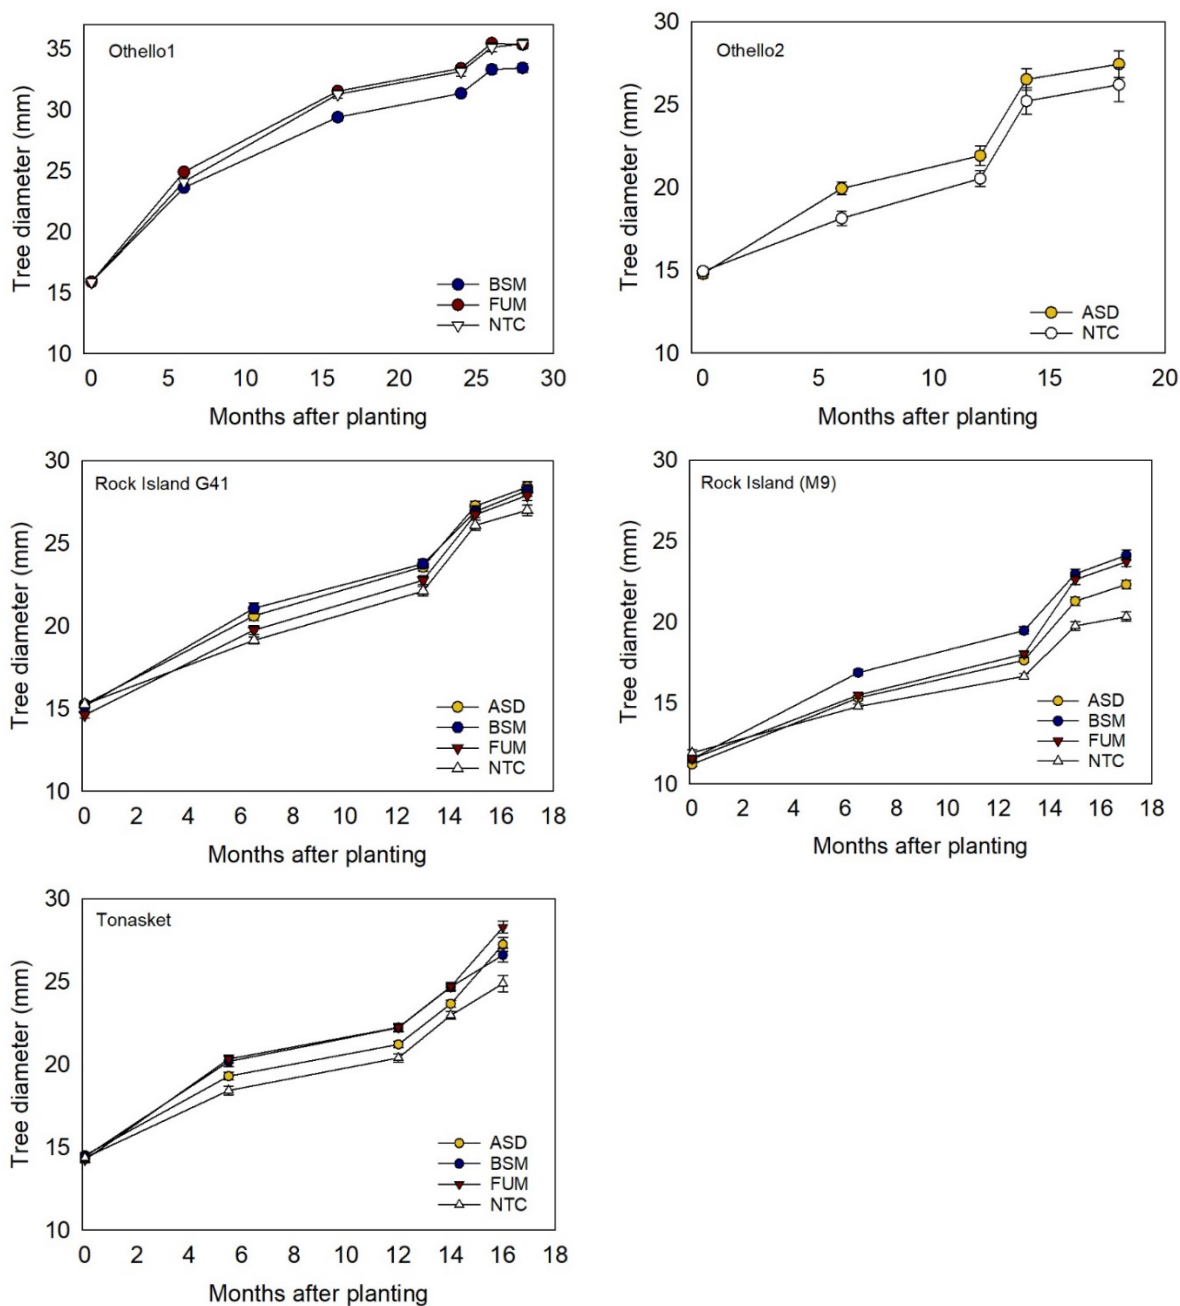 Othello1
Tree diameter (mm)
35
30
25
20
15
10
BSM
FUM
NTC
0 5 10 15 20 25 30
Months after planting
Othello2
Tree diameter (mm)
30
25
20
15
10
ASD
NTC
0 5 10 15 20
Months after planting
Rock Island G41
Tree diameter (mm)
30
25
20
15
10
ASD
BSM
FUM
NTC
0 2 4 6 8 10 12 14 16 18
Months after planting
Rock Island (M9)
Tree diameter (mm)
30
25
20
15
10
ASD
BSM
FUM
NTC
0 2 4 6 8 10 12 14 16 18
Months after planting
Tonasket
Tree diameter (mm)
30
25
20
15
10
ASD
BSM
FUM
NTC
0 2 4 6 8 10 12 14 16 18
Months after planting